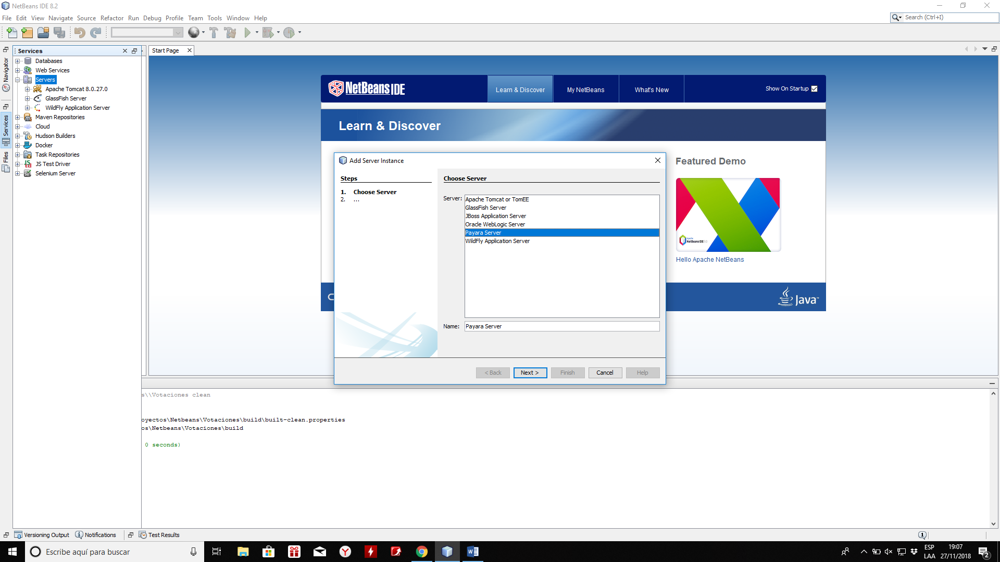 NetBeans IDE 8.2
File Edit View Navigate Source Refactor Run Debug Profile Team Tools Window Help
Search (Ctrl+I)
Navigator
Services
Files
Services
Databases
Web Services
Servers
Apache Tomcat 8.0.27.0
GlassFish Server
WildFly Application Server
Maven Repositories
Cloud
Hudson Builders
Docker
Task Repositories
JS Test Driver
Selenium Server
Start Page
NetBeans IDE
Learn & Discover
My NetBeans
What's New
Show On Startup
Learn & Discover
Featured Demo
Apache
NetBeans IDE 9.0
Hello Apache NetBeans
Java™
Add Server Instance
Steps
1. Choose Server
2. ...
Choose Server
Server:
Apache Tomcat or TomEE
GlassFish Server
JBoss Application Server
Oracle WebLogic Server
Payara Server
WildFly Application Server
Name: Payara Server
< Back Next > Finish Cancel Help
s\\Votaciones clean
oyectos\Netbeans\Votaciones\build\built-clean.properties
os\Netbeans\Votaciones\build
0 seconds)
Versioning Output Notifications Test Results
1
Escribe aquí para buscar
ESP
LAA
19:07
27/11/2018
2